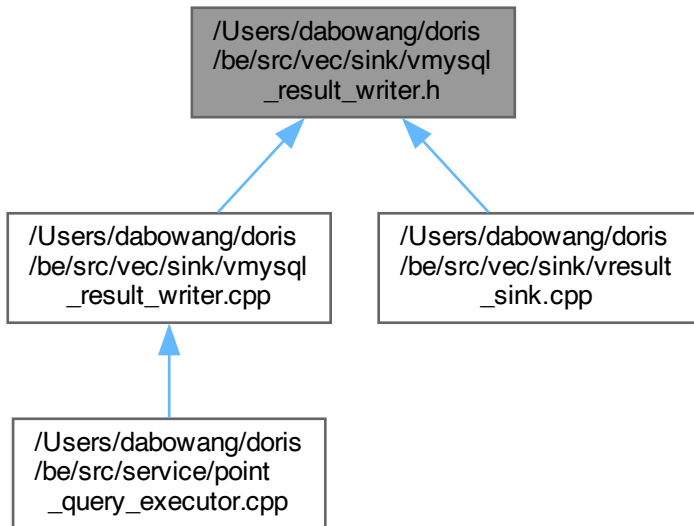 /Users/dabowang/doris
/be/src/vec/sink/vmysql
_result_writer.h
/Users/dabowang/doris
/be/src/vec/sink/vmysql
_result_writer.cpp
/Users/dabowang/doris
/be/src/vec/sink/vresult
_sink.cpp
/Users/dabowang/doris
/be/src/service/point
_query_executor.cpp